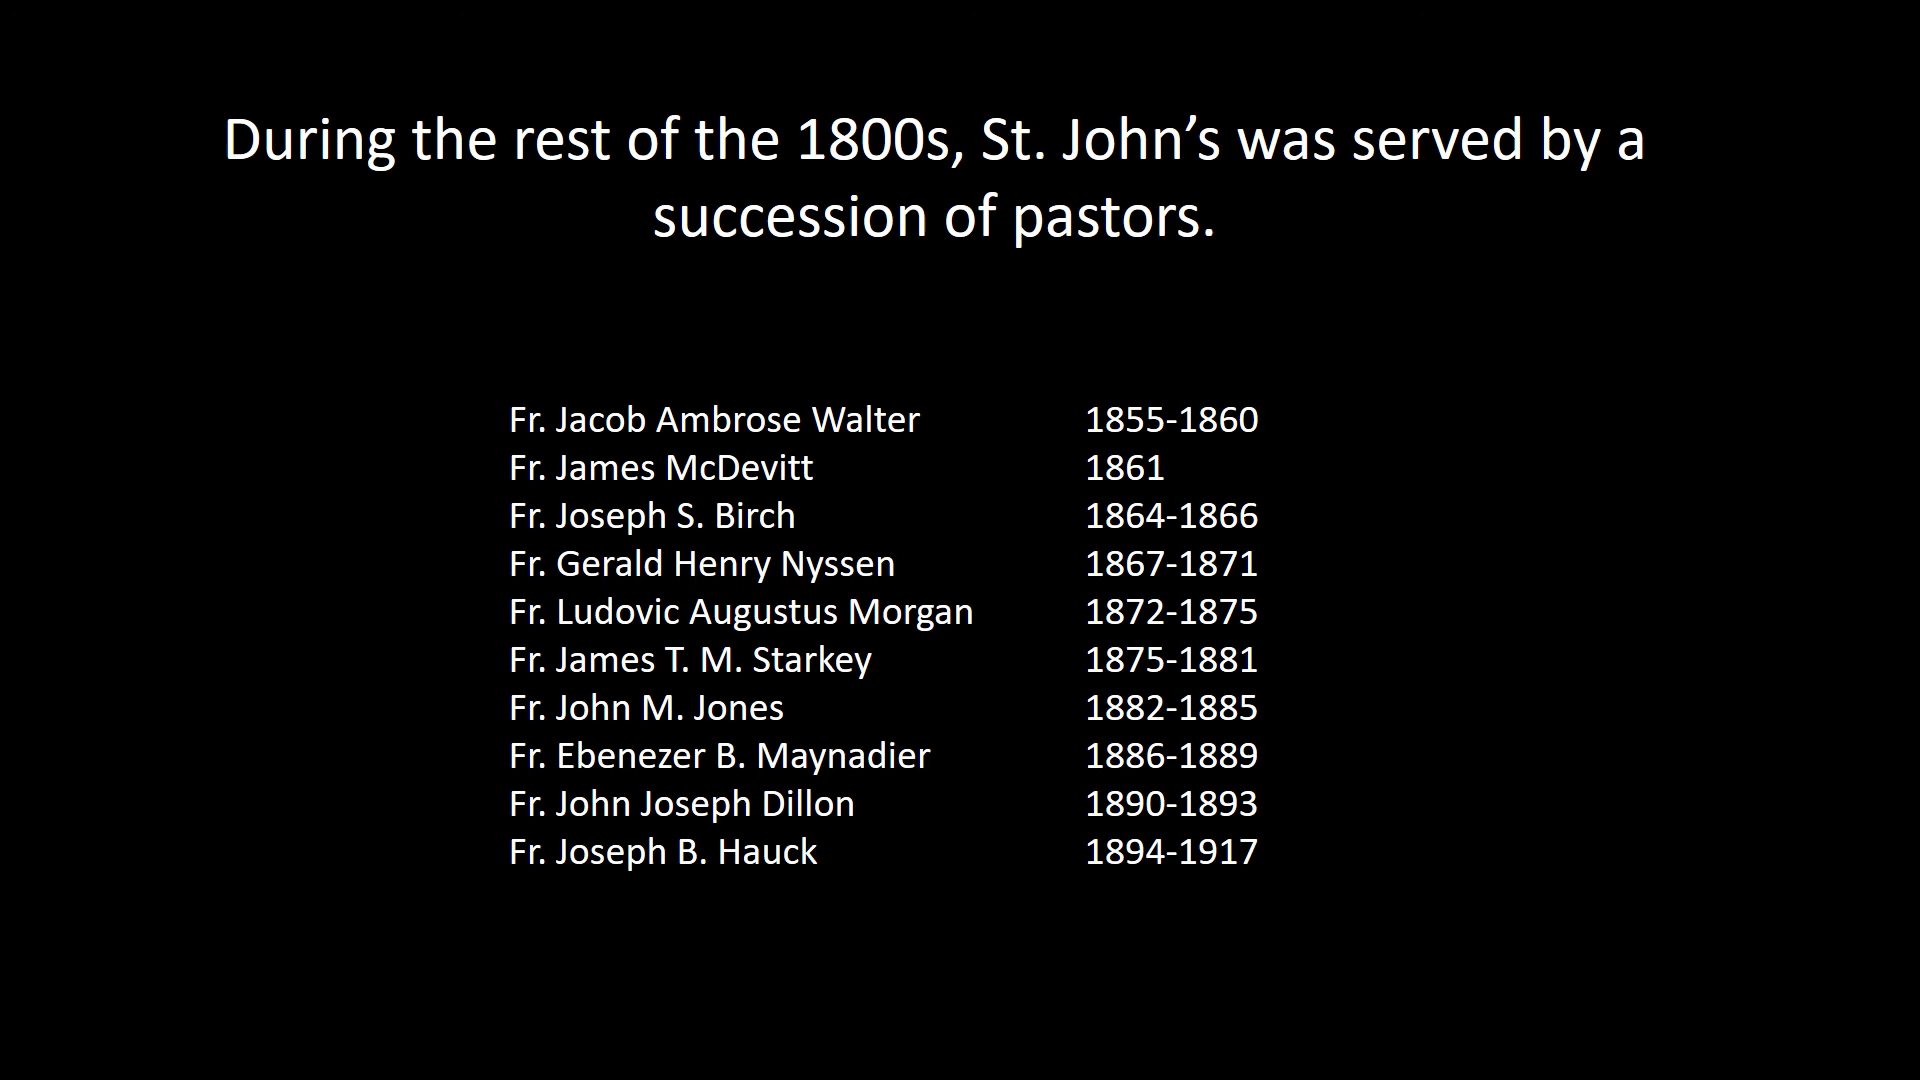 During the rest of the 1800s, St. John’s was served by a
succession of pastors.
Fr. Jacob Ambrose Walter 1855-1860
Fr. James McDevitt 1861
Fr. Joseph S. Birch 1864-1866
Fr. Gerald Henry Nyssen 1867-1871
Fr. Ludovic Augustus Morgan 1872-1875
Fr. James T. M. Starkey 1875-1881
Fr. John M. Jones 1882-1885
Fr. Ebenezer B. Maynadier 1886-1889
Fr. John Joseph Dillon 1890-1893
Fr. Joseph B. Hauck 1894-1917